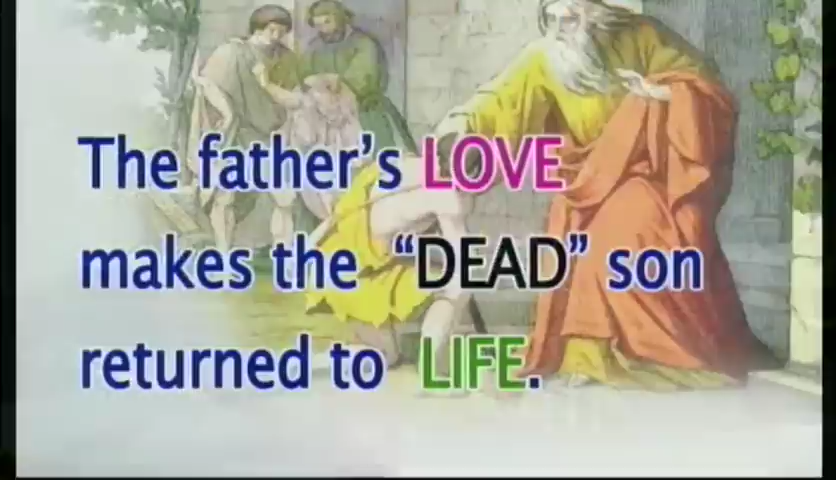 The father’s LOVE
makes the “DEAD” son
returned to LIFE.